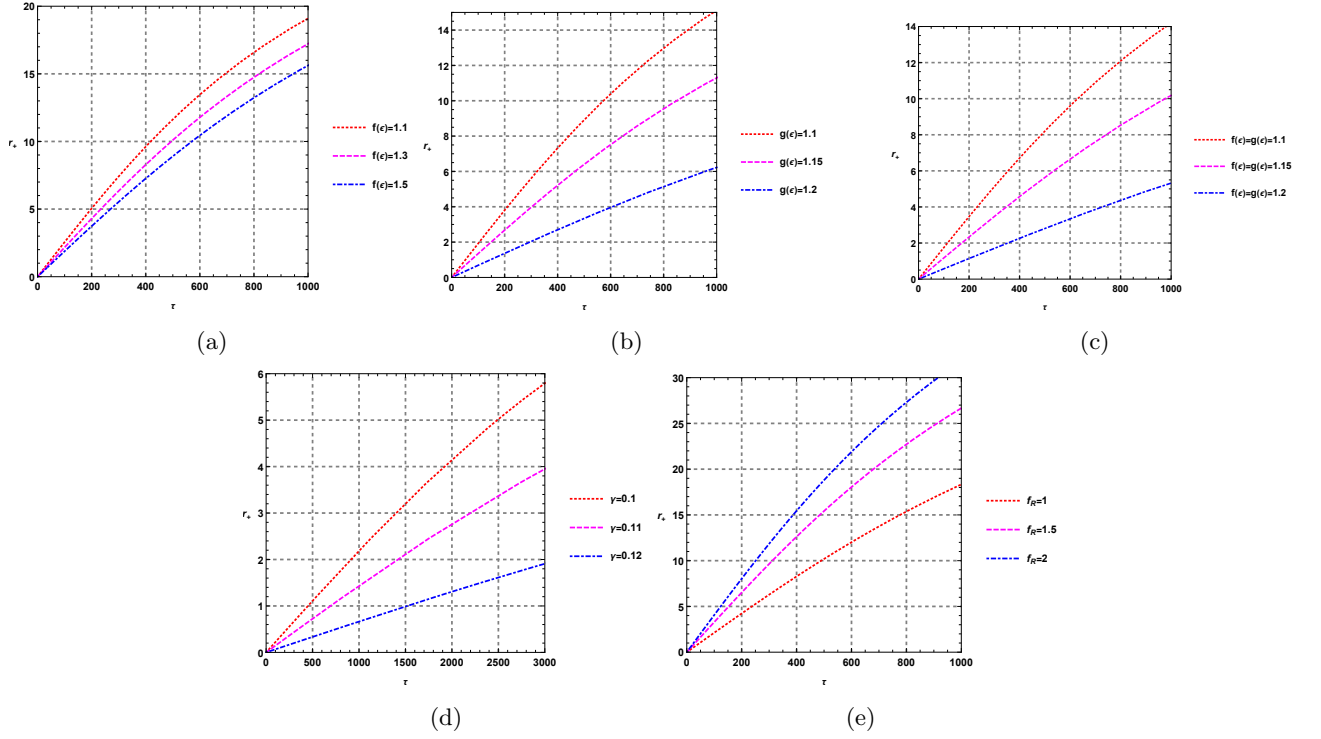 20
15
10
5
0
r+
0 200 400 600 800 1000
τ
f(ϵ)=1.1
f(ϵ)=1.3
f(ϵ)=1.5
(a)
14
12
10
8
6
4
2
0
r+
0 200 400 600 800 1000
τ
g(ϵ)=1.1
g(ϵ)=1.15
g(ϵ)=1.2
(b)
14
12
10
8
6
4
2
0
r+
0 200 400 600 800 1000
τ
f(ϵ)=g(ϵ)=1.1
f(ϵ)=g(ϵ)=1.15
f(ϵ)=g(ϵ)=1.2
(c)
6
5
4
3
2
1
0
r+
0 500 1000 1500 2000 2500 3000
τ
γ=0.1
γ=0.11
γ=0.12
(d)
30
25
20
15
10
5
0
r+
0 200 400 600 800 1000
τ
fR=1
fR=1.5
fR=2
(e)